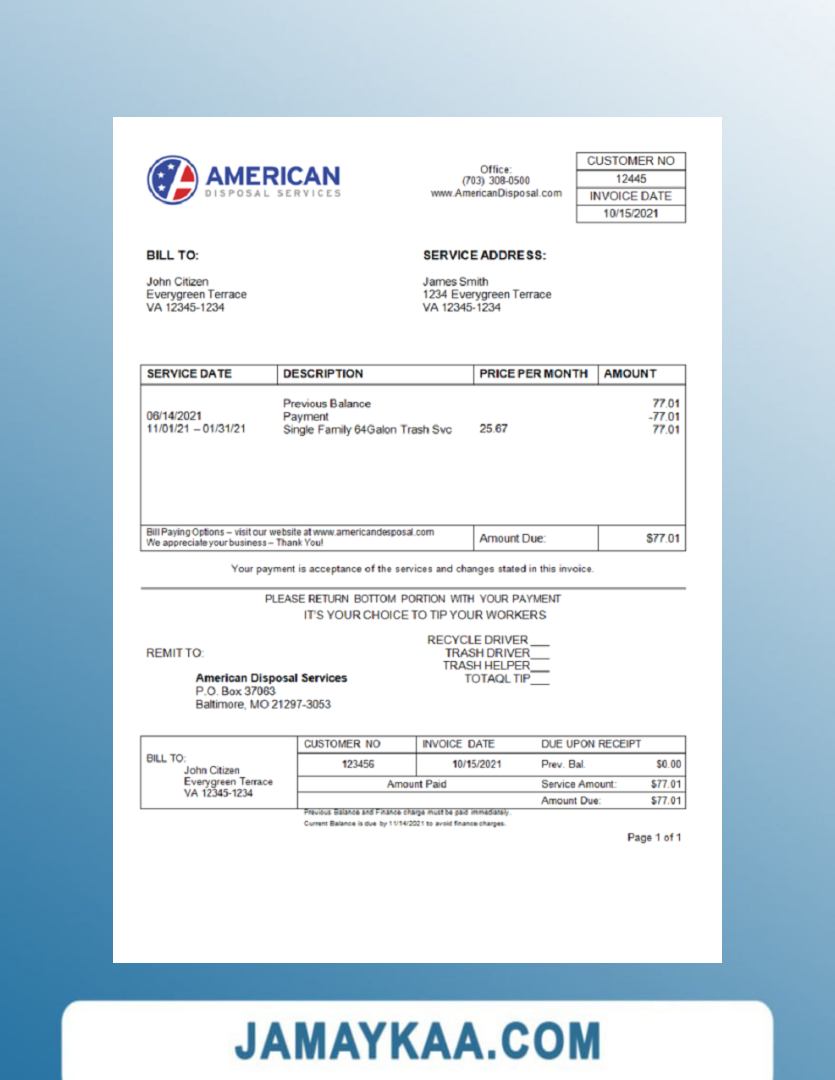 AMERICAN
DISPOSAL SERVICES
Office:
(703) 308-0500
www.AmericanDisposal.com
CUSTOMER NO
12445
INVOICE DATE
10/15/2021
BILL TO:
John Citizen
Everygreen Terrace
VA 12345-1234
SERVICE ADDRESS:
James Smith
1234 Everygreen Terrace
VA 12345-1234
SERVICE DATE DESCRIPTION PRICE PER MONTH AMOUNT
Previous Balance 77.01
06/14/2021 Payment -77.01
11/01/21 – 01/31/21 Single Family 64Galon Trash Svc 25.67 77.01
Bill Paying Options – visit our website at www.americandesposal.com
We appreciate your business – Thank You!
Amount Due: $77.01
Your payment is acceptance of the services and changes stated in this invoice.
PLEASE RETURN BOTTOM PORTION WITH YOUR PAYMENT
IT'S YOUR CHOICE TO TIP YOUR WORKERS
RECYCLE DRIVER ___
TRASH DRIVER___
TRASH HELPER___
TOTAQL TIP___
REMIT TO:
American Disposal Services
P.O. Box 37063
Baltimore, MO 21297-3053
BILL TO:
John Citizen
Everygreen Terrace
VA 12345-1234
CUSTOMER NO INVOICE DATE DUE UPON RECEIPT
123456 10/15/2021 Prev. Bal. $0.00
Amount Paid Service Amount: $77.01
Amount Due: $77.01
Previous Balance and Finance charge must be paid immediately.
Current Balance is due by 11/14/2021 to avoid finance charges.
Page 1 of 1
JAMAYKAA.COM